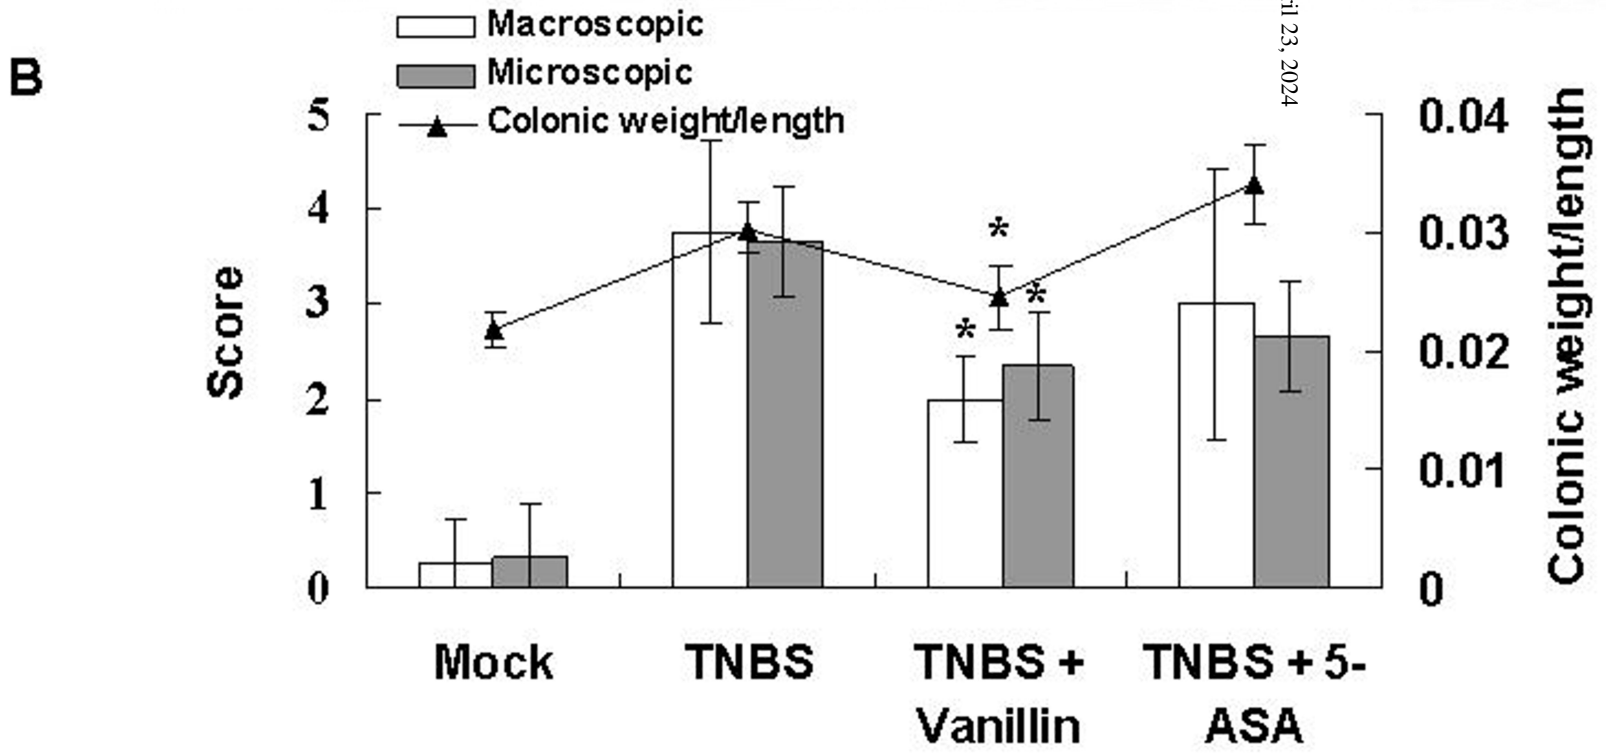 B
Macroscopic
Microscopic
Colonic weight/length
ril 23, 2024
Score
5
4
3
2
1
0
*
*
*
0.04
0.03
0.02
0.01
0
Colonic weight/length
Mock
TNBS
TNBS +
Vanillin
TNBS + 5-
ASA